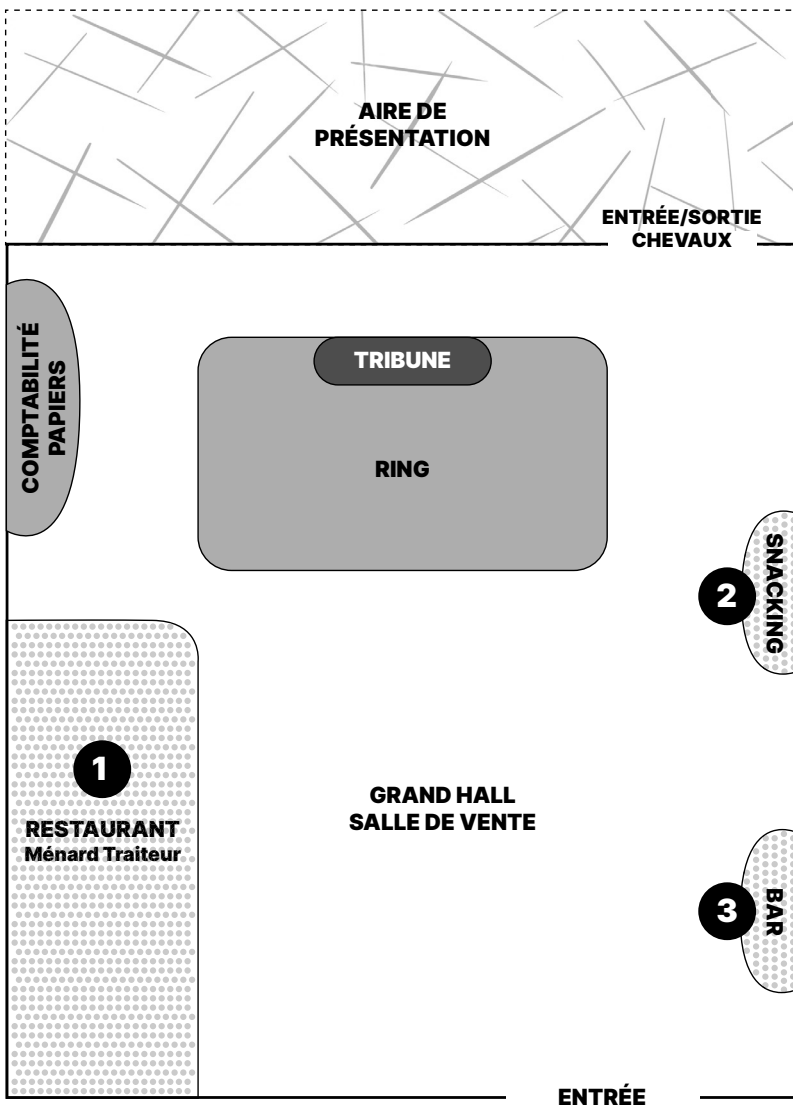 AIRE DE
PRÉSENTATION
ENTRÉE/SORTIE
CHEVAUX
COMPTABILITÉ
PAPIERS
TRIBUNE
RING
2
SNACKING
1
RESTAURANT
Ménard Traiteur
GRAND HALL
SALLE DE VENTE
3
BAR
ENTRÉE